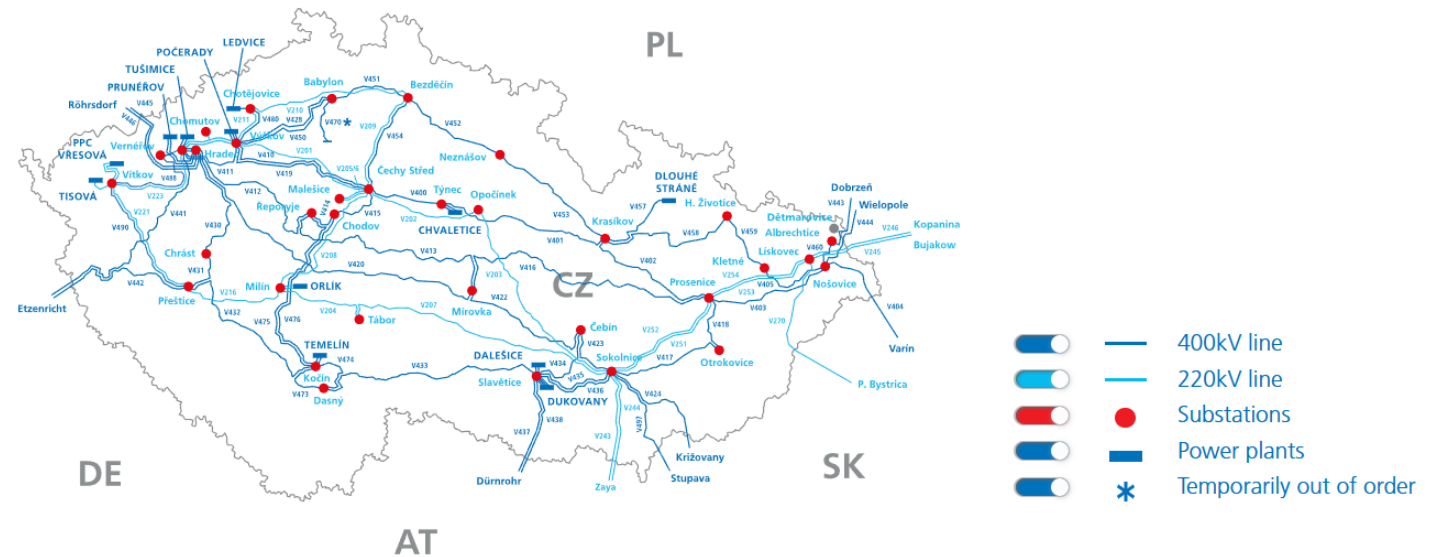 PL
LEDVICE
POČERADY
TUŠIMICE
PRUNÉŘOV
Röhrsdorf
V445
V446
Chotějovice
Babylon
V451
Bezděčín
V210
V211
V480
V428
V470
*
V450
V209
V452
Chomutov
Výškov
V454
PPC
VŘESOVÁ
Vernéřov
Hradec
V410
V201
Neznášov
V411
V419
V205/6
Čechy Střed
Vítkov
V488
V412
Malešice
V400
Týnec
Opočínek
DLOUHÉ
STRÁNĚ
Dobrzeń
TISOVÁ
V223
V221
V441
Řeporyje
V414
V415
V202
V457
H. Životice
Dětmarovice
V443
Wielopole
V490
V430
Chodov
CHVALETICE
V453
Krasíkov
V458
V459
Albrechtice
V444
V246
Kopanina
Chrást
V208
V413
V401
Lískovec
V460
V245
Bujakow
V431
V420
V203
V416
V402
Kletné
V254
V442
Milín
ORLÍK
CZ
Prosenice
V253
V405
Nošovice
Etzenricht
Přeštice
V216
V422
V403
V404
V432
V475
V476
V204
Tábor
V207
Mírovka
V270
Čebín
V252
V418
TEMELÍN
V423
V251
Varín
V474
V433
DALEŠICE
V434
Sokolnice
V417
Otrokovice
Kočín
Slavětice
V435
P. Bystrica
V473
Dasný
DUKOVANY
V436
V424
V244
V497
V438
V437
V243
Križovany
DE
Dürnrohr
Zaya
Stupava
SK
AT
400kV line
220kV line
Substations
Power plants
* Temporarily out of order